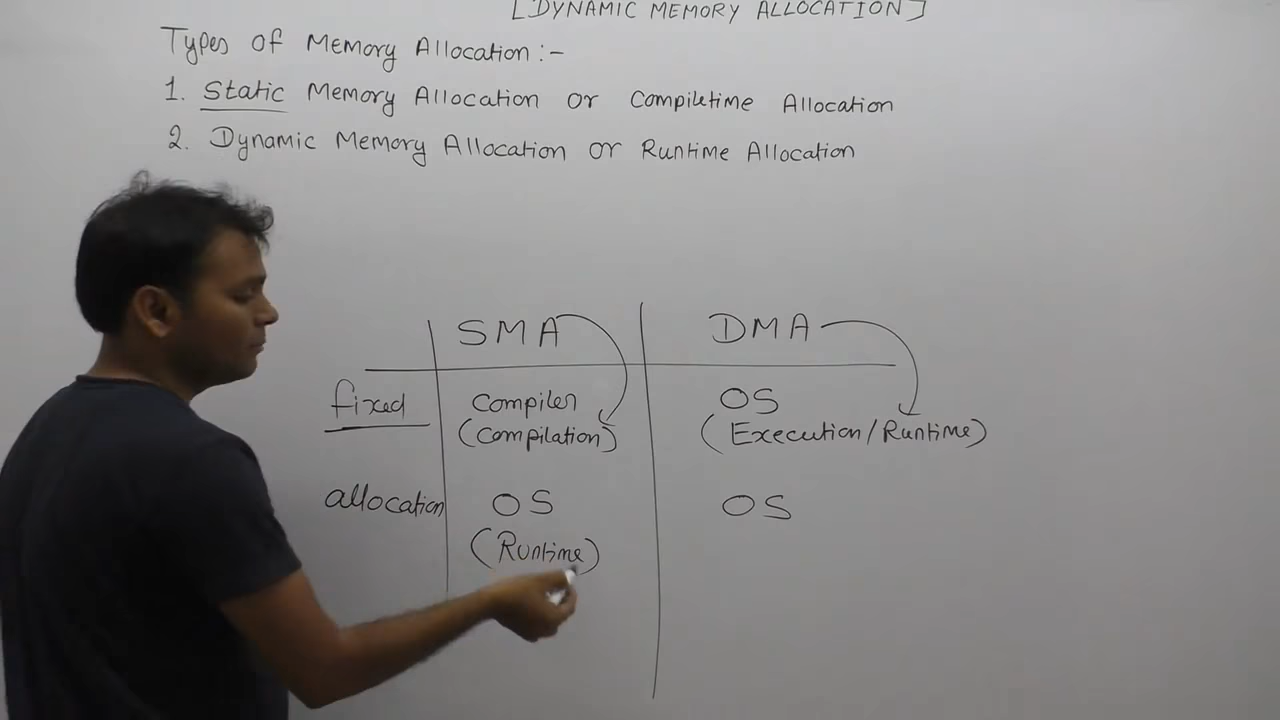 [DYNAMIC MEMORY ALLOCATION]
Types of Memory Allocation :-
1. Static Memory Allocation or Compiletime Allocation
2. Dynamic Memory Allocation or Runtime Allocation
SMA DMA
fixed Compiler OS
(Compilation) (Execution/Runtime)
allocation OS OS
(Runtime)